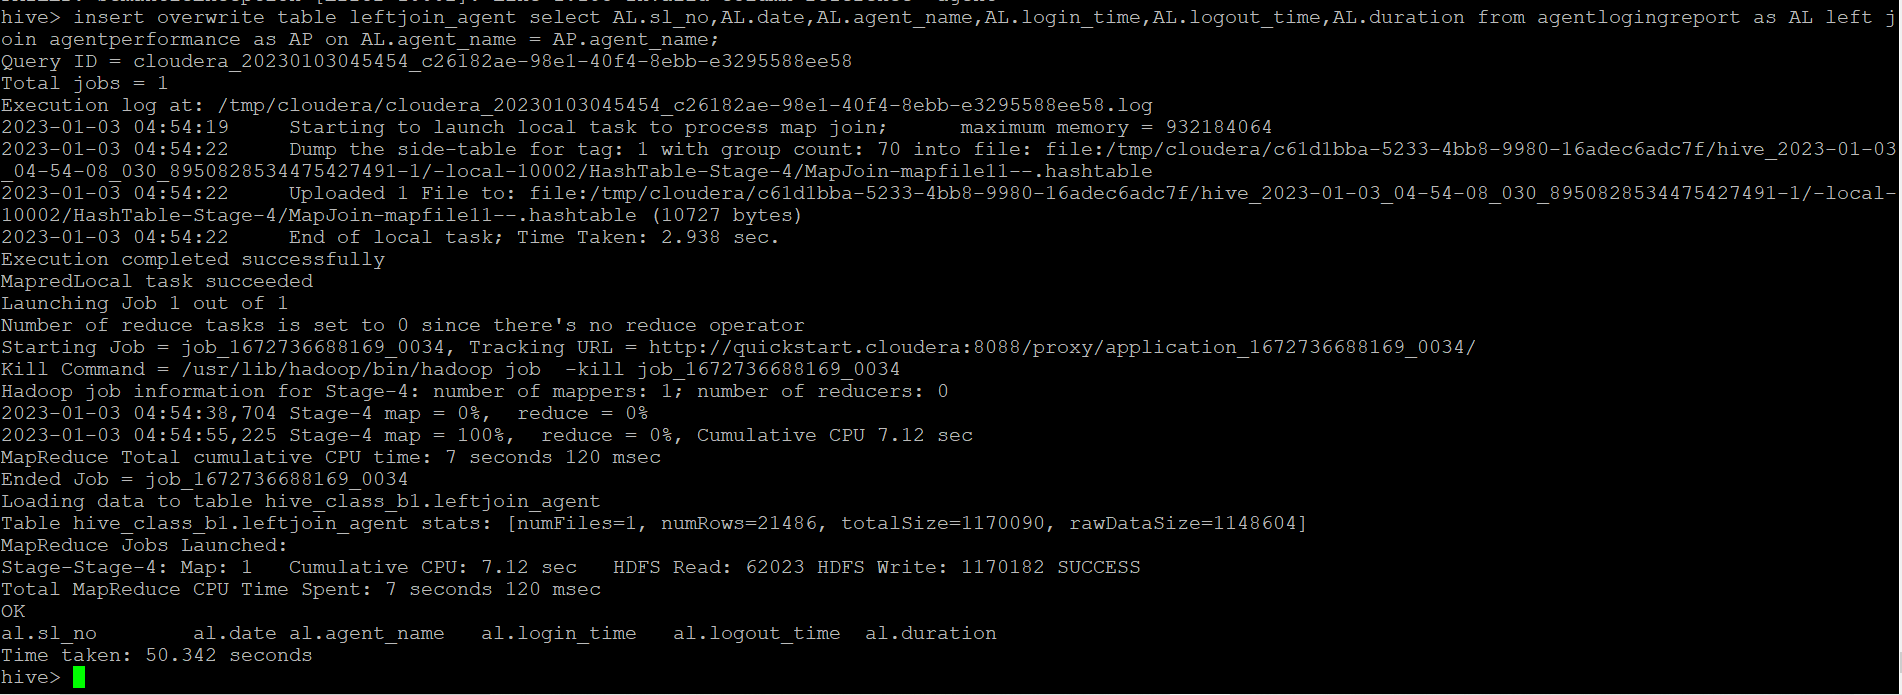 hive> insert overwrite table leftjoin_agent select AL.sl_no,AL.date,AL.agent_name,AL.login_time,AL.logout_time,AL.duration from agentlogingreport as AL left j
oin agentperformance as AP on AL.agent_name = AP.agent_name;
Query ID = cloudera_20230103045454_c26182ae-98e1-40f4-8ebb-e3295588ee58
Total jobs = 1
Execution log at: /tmp/cloudera/cloudera_20230103045454_c26182ae-98e1-40f4-8ebb-e3295588ee58.log
2023-01-03 04:54:19     Starting to launch local task to process map join;      maximum memory = 932184064
2023-01-03 04:54:22     Dump the side-table for tag: 1 with group count: 70 into file: file:/tmp/cloudera/c61d1bba-5233-4bb8-9980-16adec6adc7f/hive_2023-01-03
_04-54-08_030_8950828534475427491-1/-local-10002/HashTable-Stage-4/MapJoin-mapfile11--.hashtable
2023-01-03 04:54:22     Uploaded 1 File to: file:/tmp/cloudera/c61d1bba-5233-4bb8-9980-16adec6adc7f/hive_2023-01-03_04-54-08_030_8950828534475427491-1/-local-
10002/HashTable-Stage-4/MapJoin-mapfile11--.hashtable (10727 bytes)
2023-01-03 04:54:22     End of local task; Time Taken: 2.938 sec.
Execution completed successfully
MapredLocal task succeeded
Launching Job 1 out of 1
Number of reduce tasks is set to 0 since there's no reduce operator
Starting Job = job_1672736688169_0034, Tracking URL = http://quickstart.cloudera:8088/proxy/application_1672736688169_0034/
Kill Command = /usr/lib/hadoop/bin/hadoop job  -kill job_1672736688169_0034
Hadoop job information for Stage-4: number of mappers: 1; number of reducers: 0
2023-01-03 04:54:38,704 Stage-4 map = 0%,  reduce = 0%
2023-01-03 04:54:55,225 Stage-4 map = 100%,  reduce = 0%, Cumulative CPU 7.12 sec
MapReduce Total cumulative CPU time: 7 seconds 120 msec
Ended Job = job_1672736688169_0034
Loading data to table hive_class_b1.leftjoin_agent
Table hive_class_b1.leftjoin_agent stats: [numFiles=1, numRows=21486, totalSize=1170090, rawDataSize=1148604]
MapReduce Jobs Launched:
Stage-Stage-4: Map: 1   Cumulative CPU: 7.12 sec   HDFS Read: 62023 HDFS Write: 1170182 SUCCESS
Total MapReduce CPU Time Spent: 7 seconds 120 msec
OK
al.sl_no        al.date al.agent_name   al.login_time   al.logout_time  al.duration
Time taken: 50.342 seconds
hive>